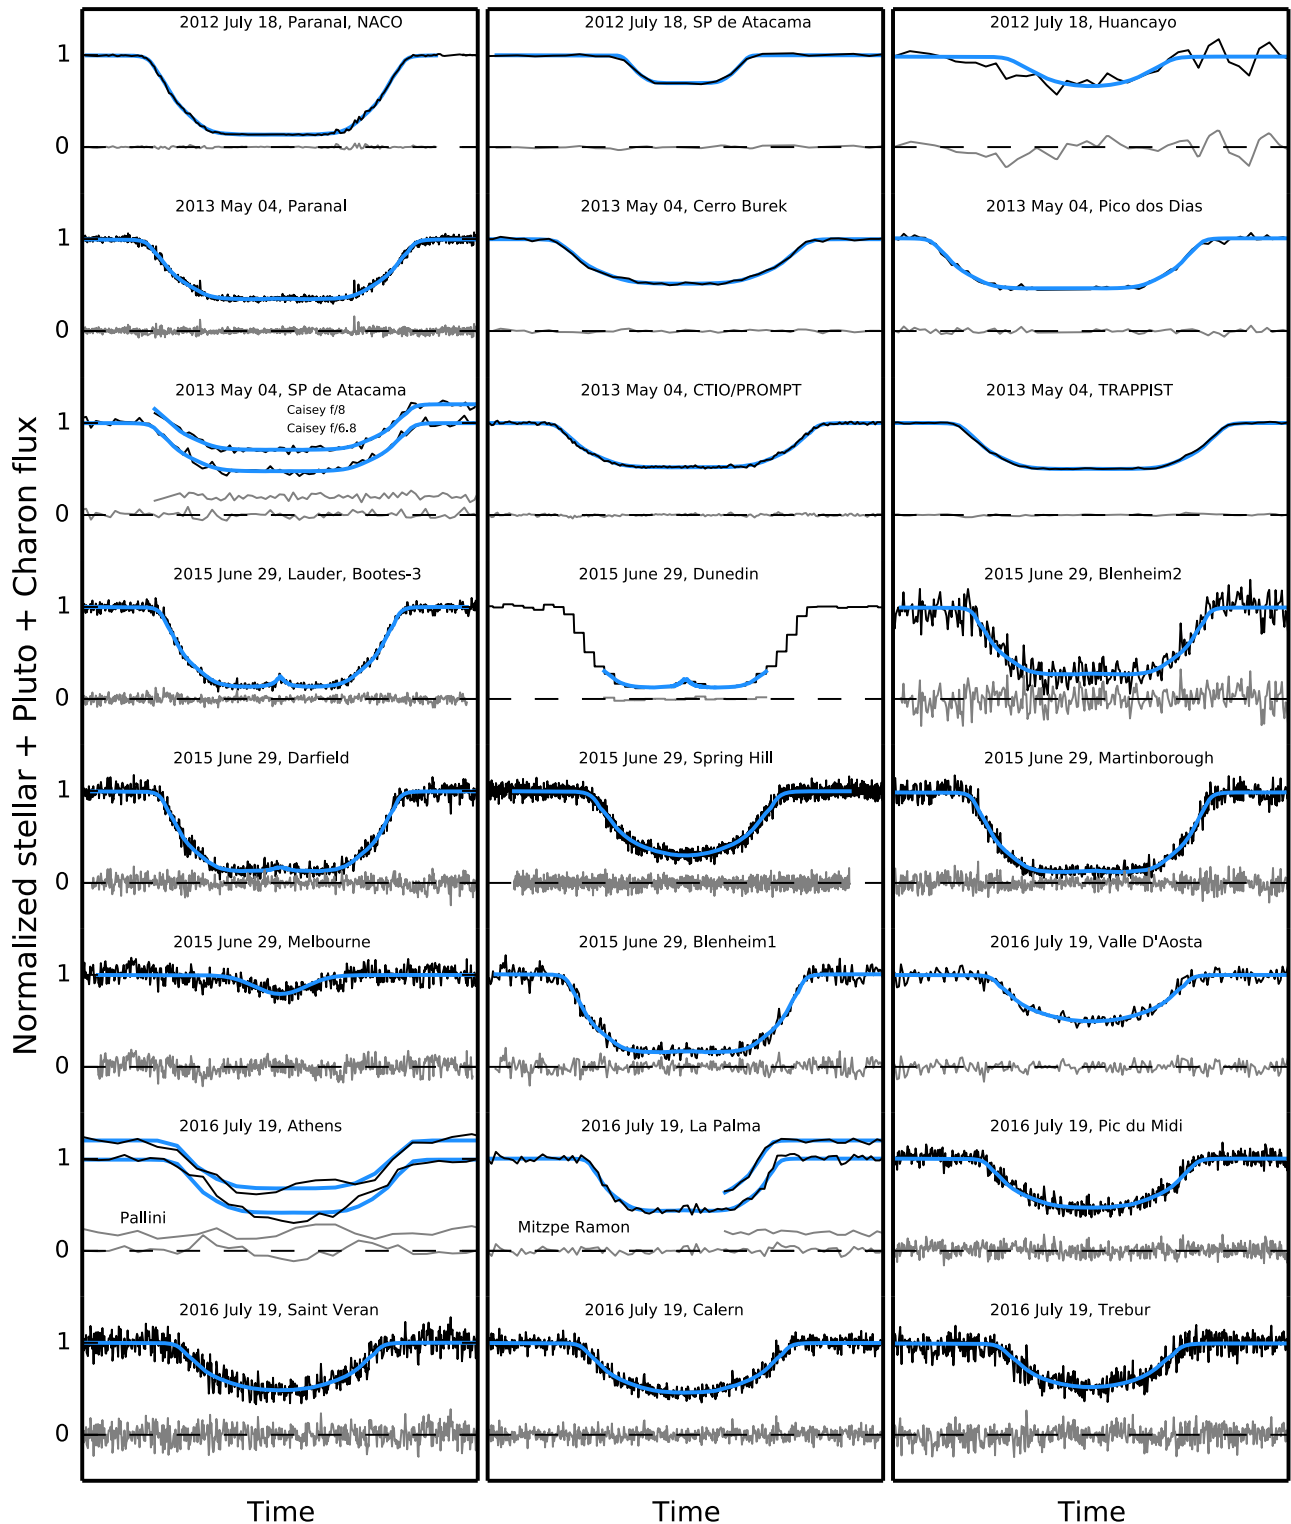 Normalized stellar + Pluto + Charon flux
2012 July 18, Paranal, NACO
2012 July 18, SP de Atacama
2012 July 18, Huancayo
1
0
2013 May 04, Paranal
2013 May 04, Cerro Burek
2013 May 04, Pico dos Dias
1
0
2013 May 04, SP de Atacama
Caisey f/8
Caisey f/6.8
2013 May 04, CTIO/PROMPT
2013 May 04, TRAPPIST
1
0
2015 June 29, Lauder, Bootes-3
2015 June 29, Dunedin
2015 June 29, Blenheim2
1
0
2015 June 29, Darfield
2015 June 29, Spring Hill
2015 June 29, Martinborough
1
0
2015 June 29, Melbourne
2015 June 29, Blenheim1
2016 July 19, Valle D'Aosta
1
0
2016 July 19, Athens
Pallini
2016 July 19, La Palma
Mitzpe Ramon
2016 July 19, Pic du Midi
1
0
2016 July 19, Saint Veran
2016 July 19, Calern
2016 July 19, Trebur
1
0
Time
Time
Time